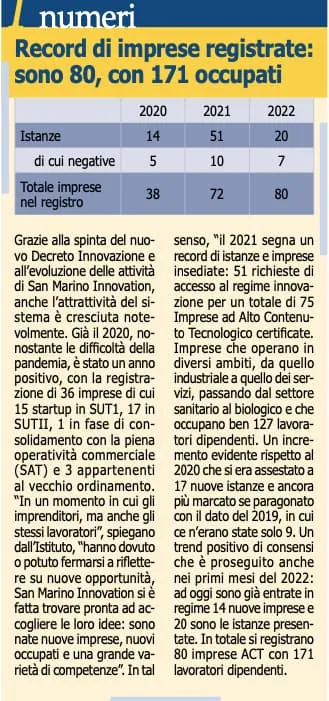 numeri
Record di imprese registrate:
sono 80, con 171 occupati
2020 2021 2022
Istanze 14 51 20
di cui negative 5 10 7
Totale imprese
nel registro 38 72 80
Grazie alla spinta del nuo-
vo Decreto Innovazione e
all’evoluzione delle attività
di San Marino Innovation,
anche l’attrattività del si-
stema è cresciuta note-
volmente. Già il 2020, no-
nostante le difficoltà della
pandemia, è stato un anno
positivo, con la registra-
zione di 36 imprese di cui
15 startup in SUT1, 17 in
SUTII, 1 in fase di con-
solidamento con la piena
operatività commerciale
(SAT) e 3 appartenenti
al vecchio ordinamento.
“In un momento in cui gli
imprenditori, ma anche gli
stessi lavoratori”, spiegano
dall’Istituto, “hanno dovuto
o potuto fermarsi a riflette-
re su nuove opportunità,
San Marino Innovation si è
fatta trovare pronta ad ac-
cogliere le loro idee: sono
nate nuove imprese, nuovi
occupati e una grande va-
rietà di competenze”. In tal
senso, “il 2021 segna un
record di istanze e imprese
insediate: 51 richieste di
accesso al regime innova-
zione per un totale di 75
Imprese ad Alto Contenu-
to Tecnologico certificate.
Imprese che operano in
diversi ambiti, da quello
industriale a quello dei ser-
vizi, passando dal settore
sanitario al biologico e che
occupano ben 127 lavora-
tori dipendenti. Un incre-
mento evidente rispetto al
2020 che si era assestato a
17 nuove istanze e ancora
più marcato se paragonato
con il dato del 2019, in cui
ce n’erano state solo 9. Un
trend positivo di consensi
che è proseguito anche
nei primi mesi del 2022:
ad oggi sono già entrate in
regime 14 nuove imprese e
20 sono le istanze presen-
tate. In totale si registrano
80 imprese ACT con 171
lavoratori dipendenti.